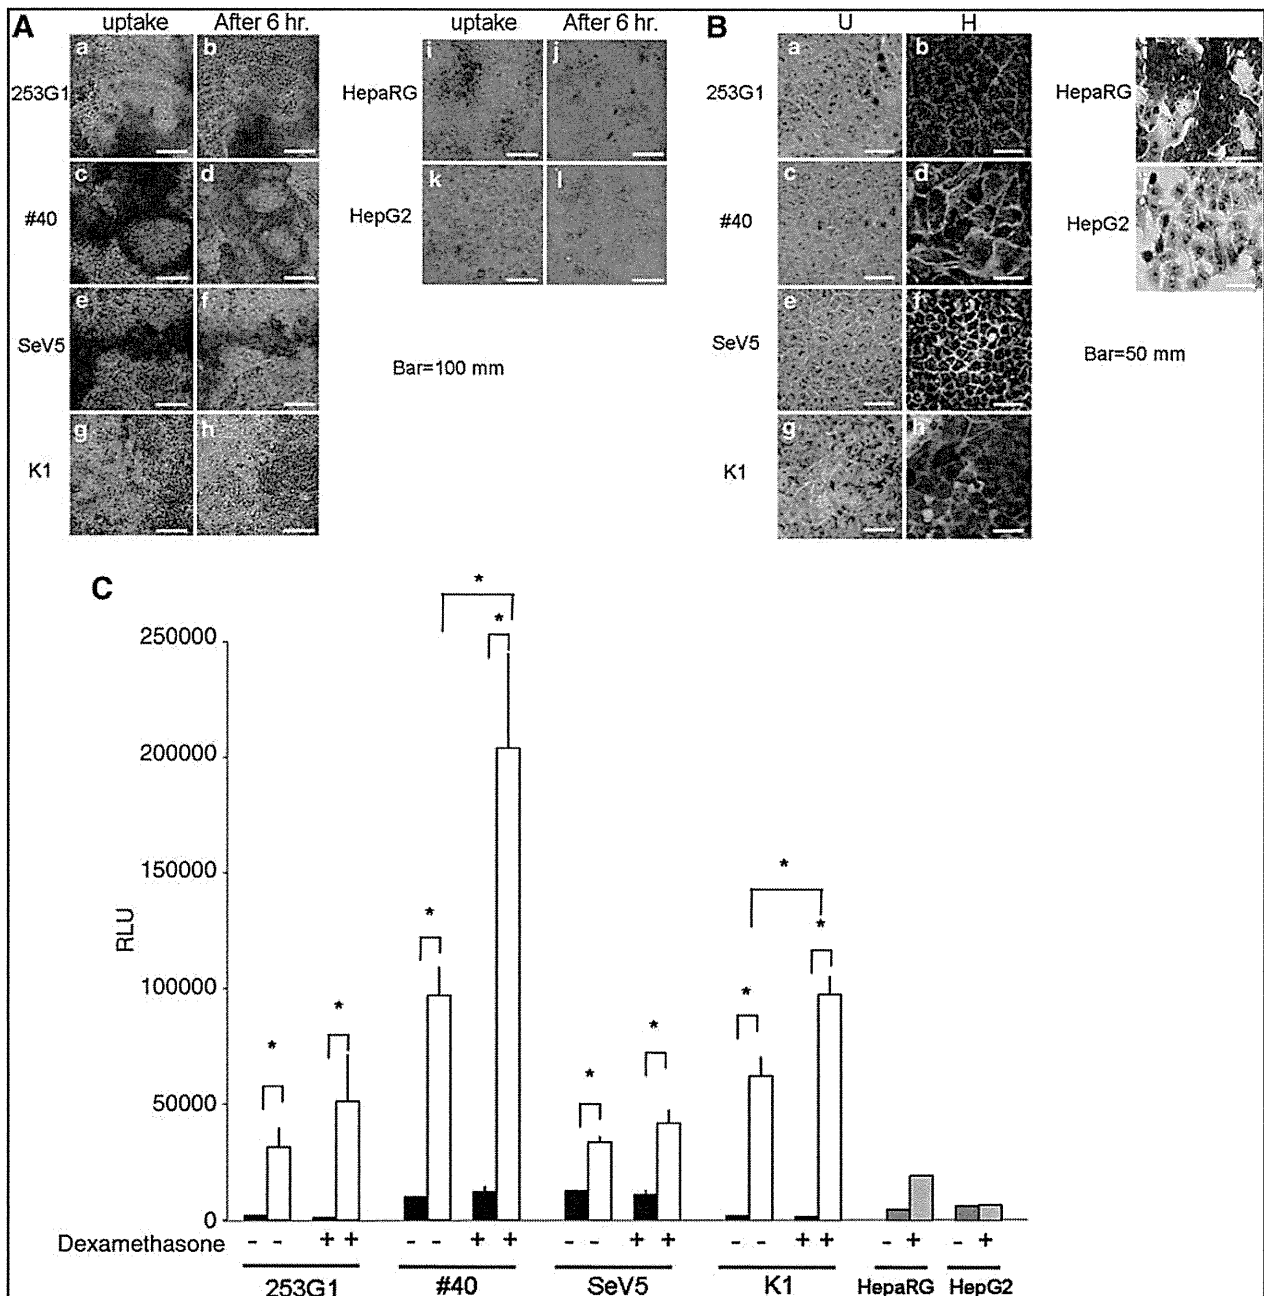 A
uptake After 6 hr.
a b
253G1
c d
#40
e f
SeV5
g h
K1
uptake After 6 hr.
i j
HepaRG
k l
HepG2
Bar=100 mm
B
U H
a b
253G1
c d
#40
e f
SeV5
g h
K1
HepaRG
HepG2
Bar=50 mm
C
RLU
250000
200000
150000
100000
50000
0
* * * * * * * * * *
Dexamethasone - - + + - - + + - - + + - - + + - + - +
253G1 #40 SeV5 K1 HepaRG HepG2